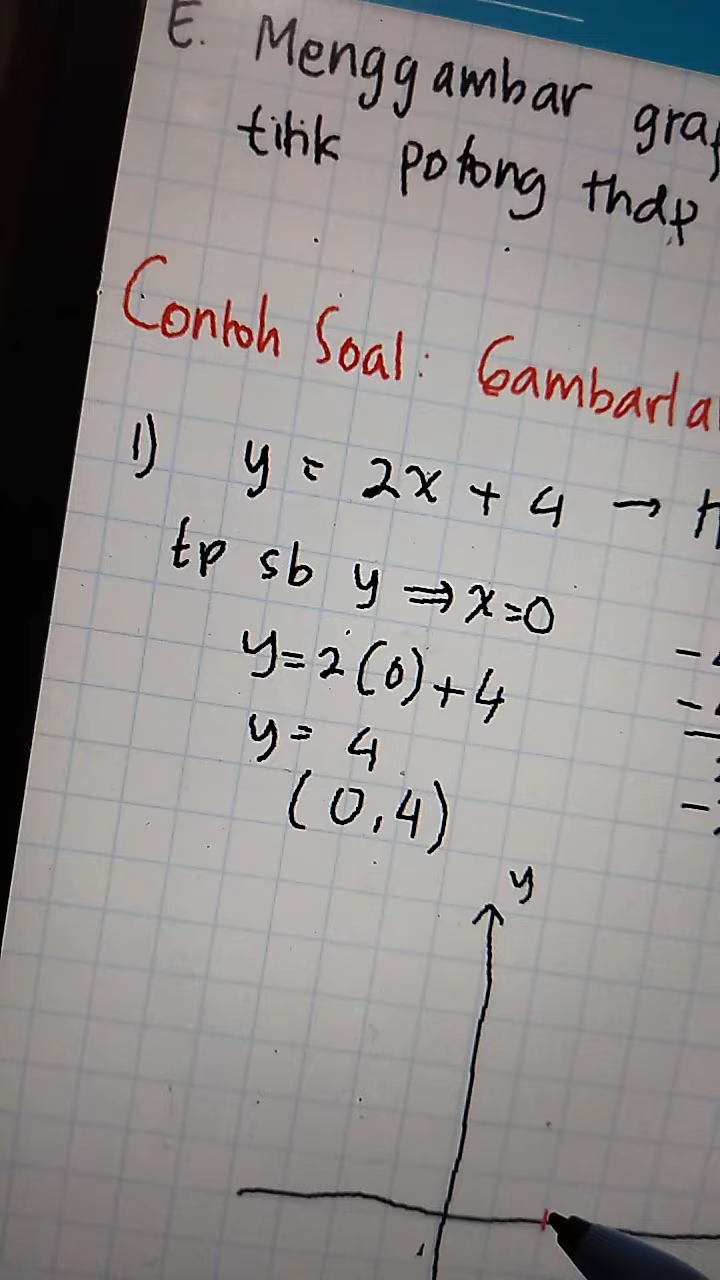 E. Menggambar graf
titik potong thdp
Contoh Soal: Gambarla
1) y = 2x + 4 →
tp sb y ⇒ x=0
y=2(0)+4
y= 4
(0,4)
y